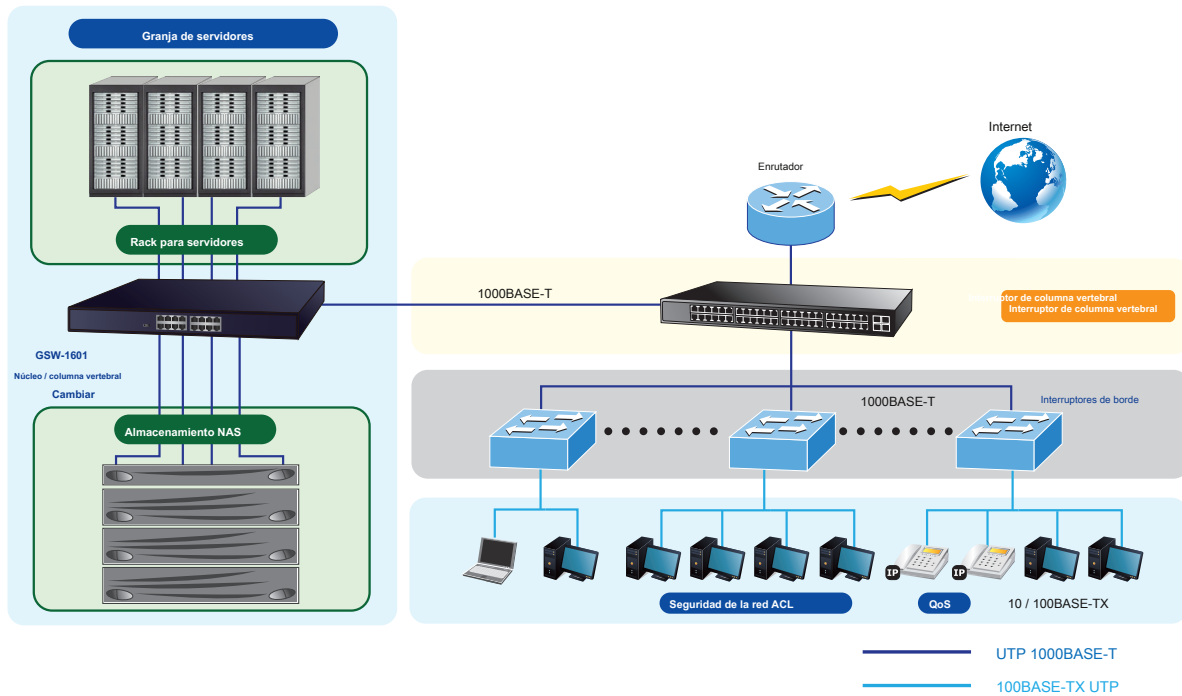 Granja de servidores
Rack para servidores
GSW-1601
Núcleo / columna vertebral
Cambiar
Almacenamiento NAS
Internet
Enrutador
1000BASE-T
Interruptor de columna vertebral
1000BASE-T
Interruptores de borde
IP
IP
Seguridad de la red ACL
QoS
10 / 100BASE-TX
UTP 1000BASE-T
100BASE-TX UTP